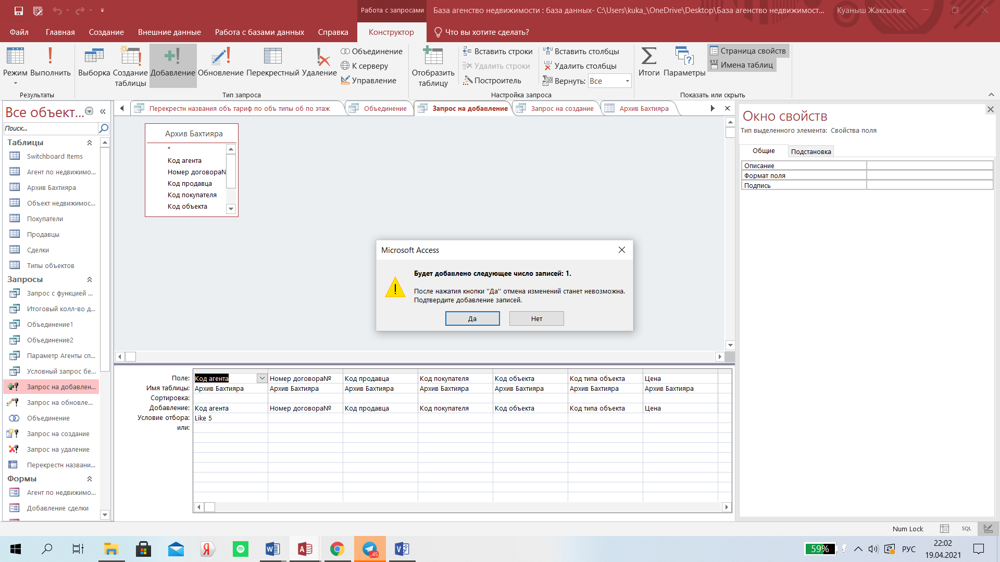 Работа с запросами
База агенство недвижимости : база данных- C:\Users\kuka_\OneDrive\Desktop\База агенство недвижимост...
Куаныш Жаксылык
Файл
Главная
Создание
Внешние данные
Работа с базами данных
Справка
Конструктор
Что вы хотите сделать?
Режим
Выполнить
Результаты
Выборка
Создание таблицы
Добавление
Обновление
Перекрестный
Удаление
Объединение
К серверу
Управление
Тип запроса
Отобразить таблицу
Вставить строки
Удалить строки
Построитель
Вставить столбцы
Удалить столбцы
Вернуть: Все
Настройка запроса
Итоги
Параметры
Страница свойств
Имена таблиц
Показать или скрыть
Все объект...
Поиск...
Таблицы
Switchboard Items
Агент по недвижимо...
Архив Бахтияра
Объект недвижимос...
Покупатели
Продавцы
Сделки
Типы объектов
Запросы
Запрос с функцией ...
Итоговый колл-во д...
Объединение1
Объединение2
Параметр Агенты сп...
Условный запрос бе...
Запрос на добавлен...
Запрос на обновле...
Объединение
Запрос на создание
Запрос на удаление
Перекрестн названи...
Формы
Агент по недвижимо...
Добавление сделки
Перекрестн названия объ тариф по объ типы об по этаж
Объединение
Запрос на добавление
Запрос на создание
Архив Бахтияра
Архив Бахтияра
*
Код агента
Номер договораN
Код продавца
Код покупателя
Код объекта
Microsoft Access
Будет добавлено следующее число записей: 1.
После нажатия кнопки "Да" отмена изменений станет невозможна.
Подтвердите добавление записей.
Да
Нет
Поле: Код агента Номер договора№ Код продавца Код покупателя Код объекта Код типа объекта Цена
Имя таблицы: Архив Бахтияра Архив Бахтияра Архив Бахтияра Архив Бахтияра Архив Бахтияра Архив Бахтияра Архив Бахтияра
Сортировка:
Добавление: Код агента Номер договора№ Код продавца Код покупателя Код объекта Код типа объекта Цена
Условие отбора: Like 5
или:
Окно свойств
Тип выделенного элемента: Свойства поля
Общие
Подстановка
Описание
Формат поля
Подпись
Num Lock
SQL
59%
РУС
22:02
19.04.2021